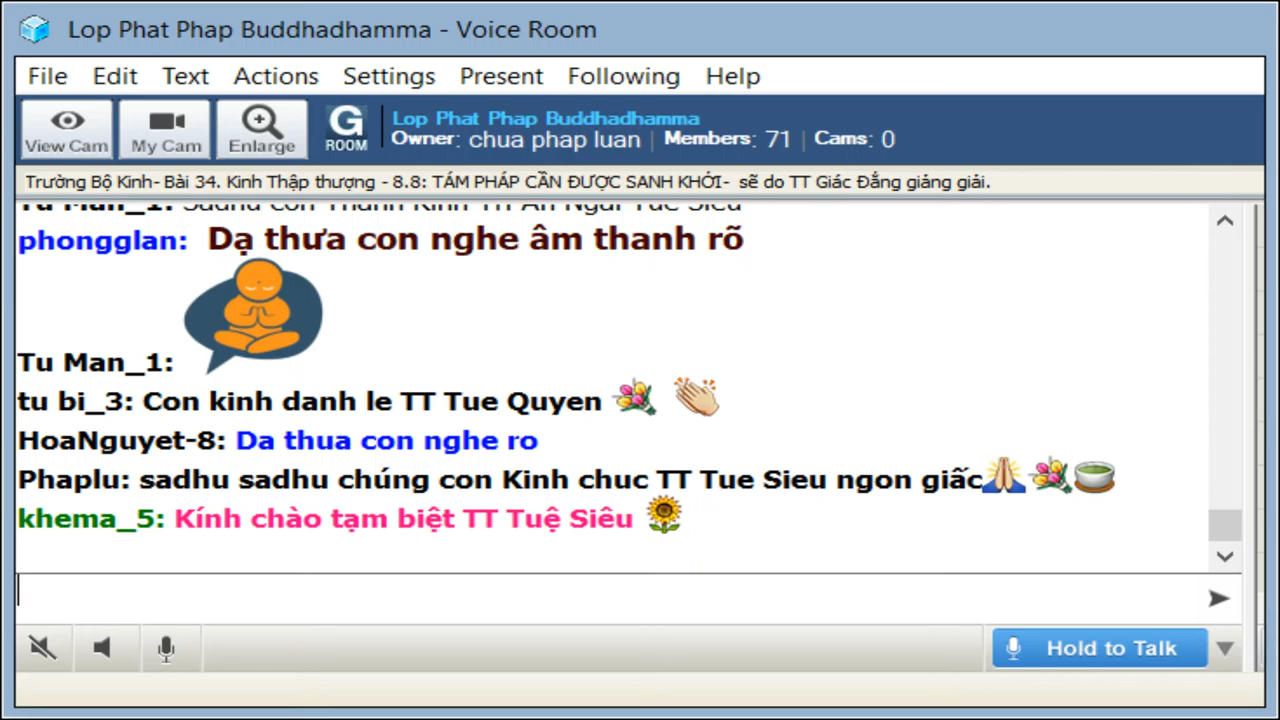 Lop Phat Phap Buddhadhamma - Voice Room
File Edit Text Actions Settings Present Following Help
View Cam My Cam Enlarge G ROOM Lop Phat Phap Buddhadhamma
Owner: chua phap luan | Members: 71 | Cams: 0
Trường Bộ Kinh- Bài 34. Kinh Thập thượng - 8.8: TÁM PHÁP CẦN ĐƯỢC SANH KHỞI- sẽ do TT Giác Đẳng giảng giải.
Tu Man_1:
phongglan: Dạ thưa con nghe âm thanh rõ
Tu Man_1:
tu bi_3: Con kinh danh le TT Tue Quyen
HoaNguyet-8: Da thua con nghe ro
Phaplu: sadhu sadhu chúng con Kinh chuc TT Tue Sieu ngon giấc
khema_5: Kính chào tạm biệt TT Tuệ Siêu
Hold to Talk